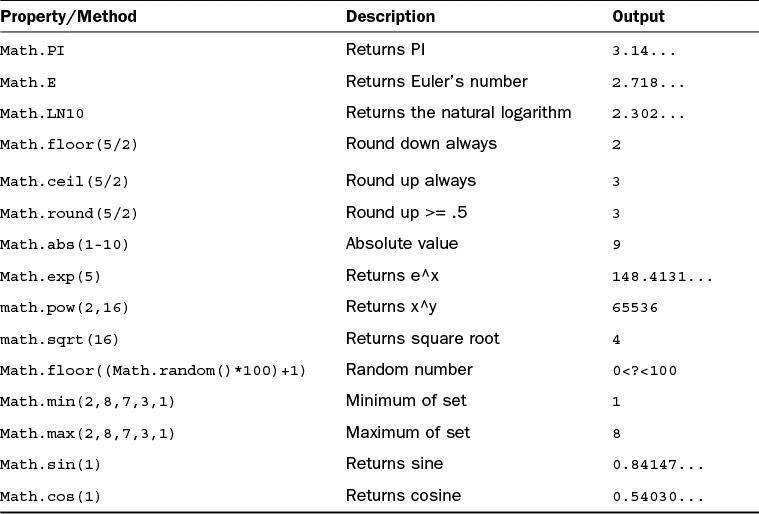 Property/Method Description Output
Math.PI Returns PI 3.14...
Math.E Returns Euler's number 2.718...
Math.LN10 Returns the natural logarithm 2.302...
Math.floor(5/2) Round down always 2
Math.ceil(5/2) Round up always 3
Math.round(5/2) Round up >= .5 3
Math.abs(1-10) Absolute value 9
Math.exp(5) Returns e^x 148.4131...
math.pow(2,16) Returns x^y 65536
math.sqrt(16) Returns square root 4
Math.floor((Math.random()*100)+1) Random number 0<?<100
Math.min(2,8,7,3,1) Minimum of set 1
Math.max(2,8,7,3,1) Maximum of set 8
Math.sin(1) Returns sine 0.84147...
Math.cos(1) Returns cosine 0.54030...